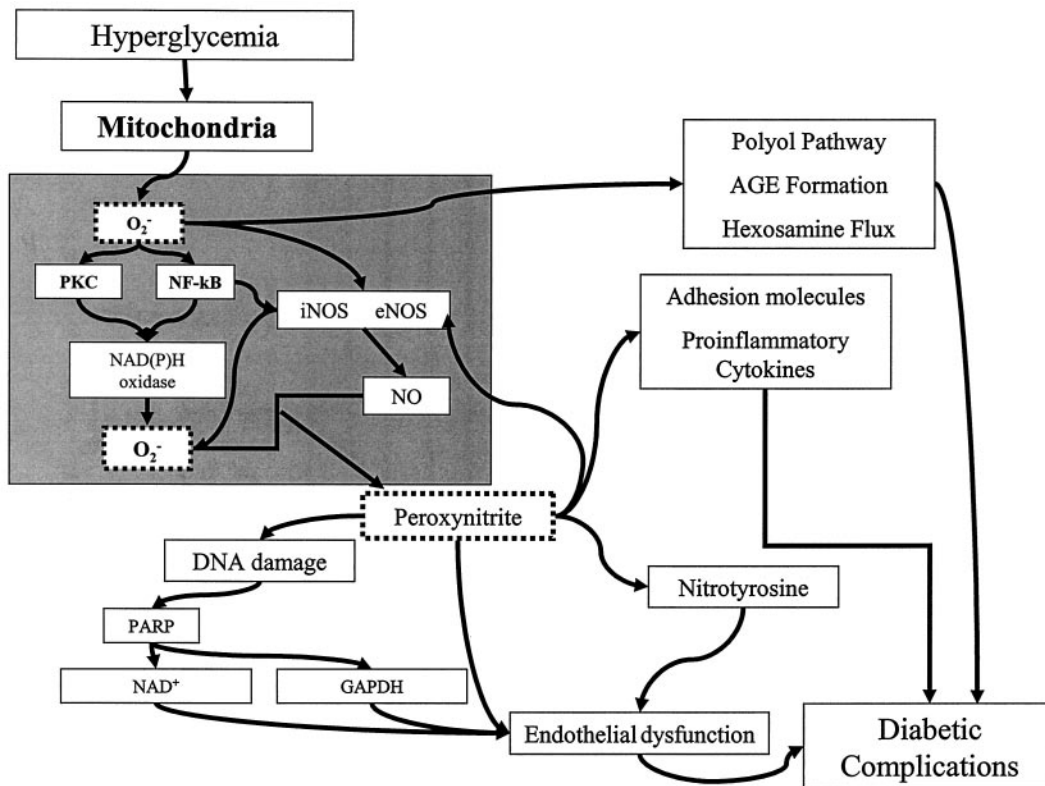 Hyperglycemia
Mitochondria
Polyol Pathway
AGE Formation
Hexosamine Flux
O₂⁻
PKC
NF-kB
iNOS eNOS
Adhesion molecules
Proinflammatory
Cytokines
NAD(P)H
oxidase
NO
O₂⁻
Peroxynitrite
DNA damage
Nitrotyrosine
PARP
NAD⁺
GAPDH
Endothelial dysfunction
Diabetic
Complications